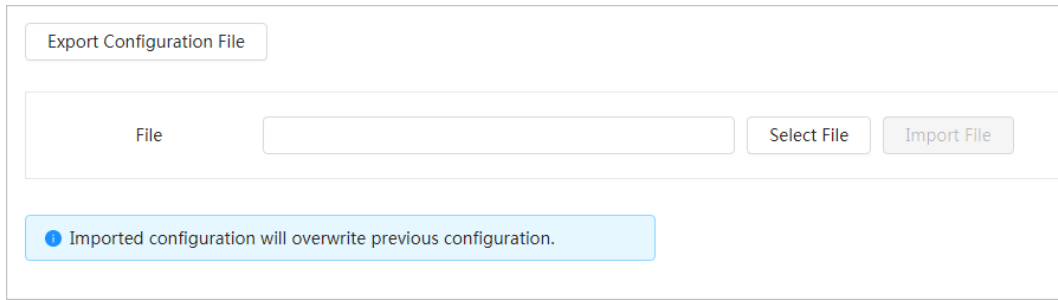 Export Configuration File
File Select File Import File
Imported configuration will overwrite previous configuration.